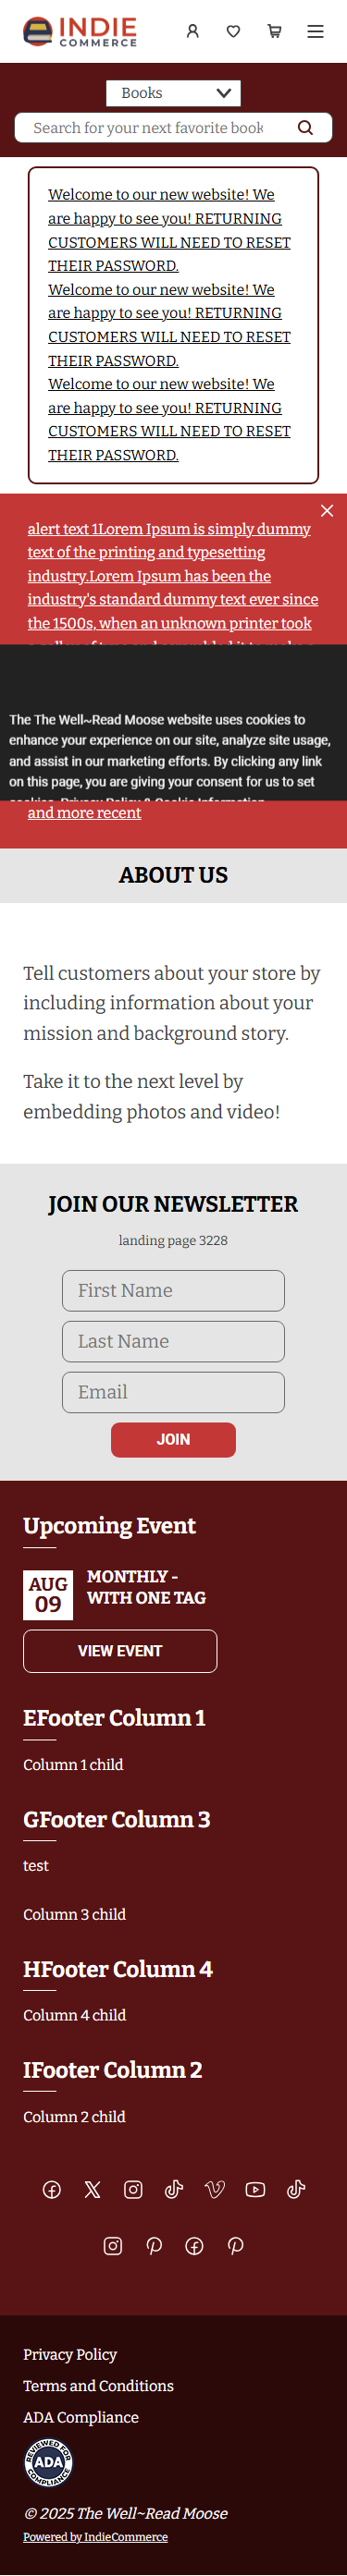 INDIE
COMMERCE
Books
Search for your next favorite book
Welcome to our new website! We
are happy to see you! RETURNING
CUSTOMERS WILL NEED TO RESET
THEIR PASSWORD.
Welcome to our new website! We
are happy to see you! RETURNING
CUSTOMERS WILL NEED TO RESET
THEIR PASSWORD.
Welcome to our new website! We
are happy to see you! RETURNING
CUSTOMERS WILL NEED TO RESET
THEIR PASSWORD.
alert text 1Lorem Ipsum is simply dummy
text of the printing and typesetting
industry.Lorem Ipsum has been the
industry's standard dummy text ever since
the 1500s, when an unknown printer took
The The Well~Read Moose website uses cookies to
enhance your experience on our site, analyze site usage,
and assist in our marketing efforts. By clicking any link
on this page, you are giving your consent for us to set
cookies. Privacy Policy & Cookie Information
and more recent
ABOUT US
Tell customers about your store by
including information about your
mission and background story.
Take it to the next level by
embedding photos and video!
JOIN OUR NEWSLETTER
landing page 3228
First Name
Last Name
Email
JOIN
Upcoming Event
AUG
09
MONTHLY -
WITH ONE TAG
VIEW EVENT
EFooter Column 1
Column 1 child
GFooter Column 3
test
Column 3 child
HFooter Column 4
Column 4 child
IFooter Column 2
Column 2 child
Privacy Policy
Terms and Conditions
ADA Compliance
REVIEWED FOR
ADA
COMPLIANCE
© 2025 The Well~Read Moose
Powered by IndieCommerce